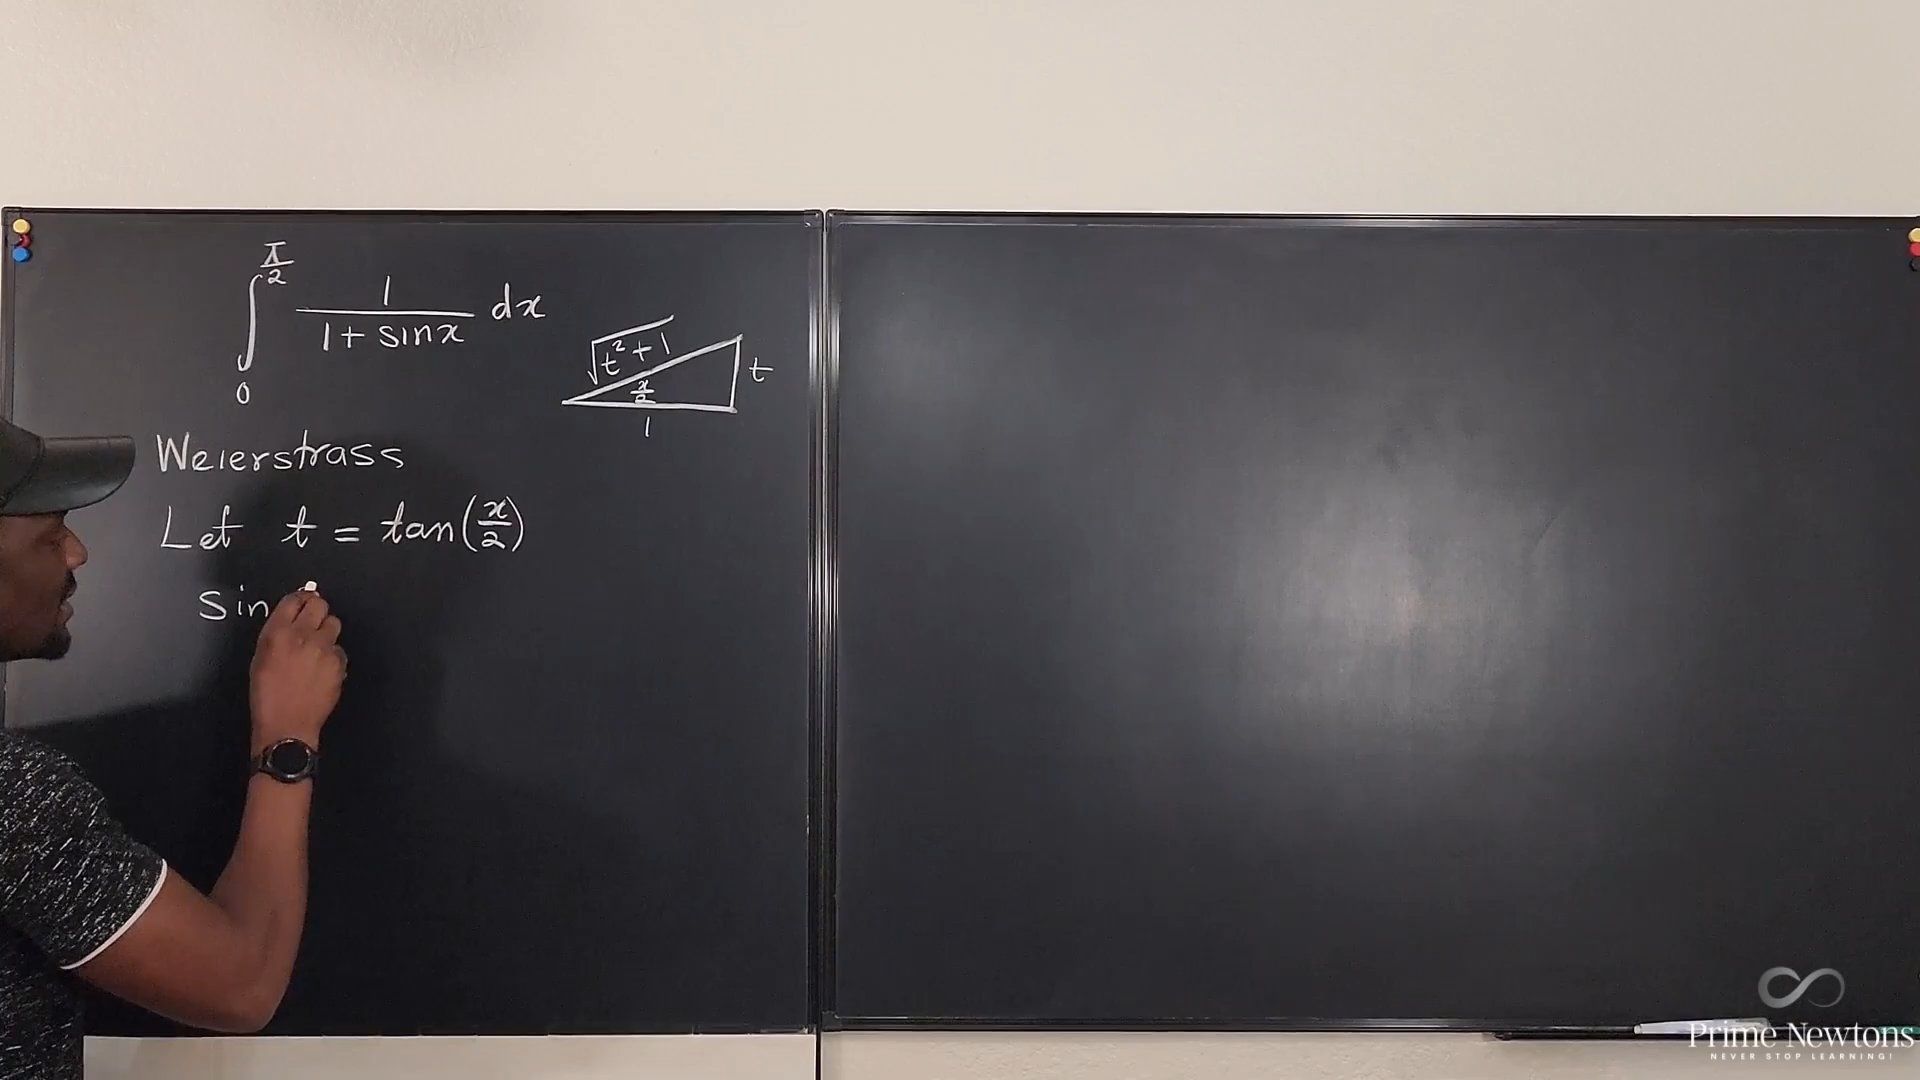 ∫₀^{π/2} 1/(1 + sinx) dx
√(t² + 1)
t
x/2
1
Weierstrass
Let t = tan(x/2)
Sin
Prime Newtons
NEVER STOP LEARNING!